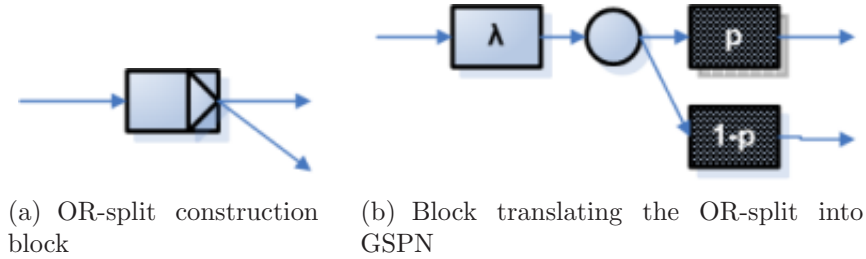 λ
p
1-p
(a) OR-split construction
block
(b) Block translating the OR-split into
GSPN